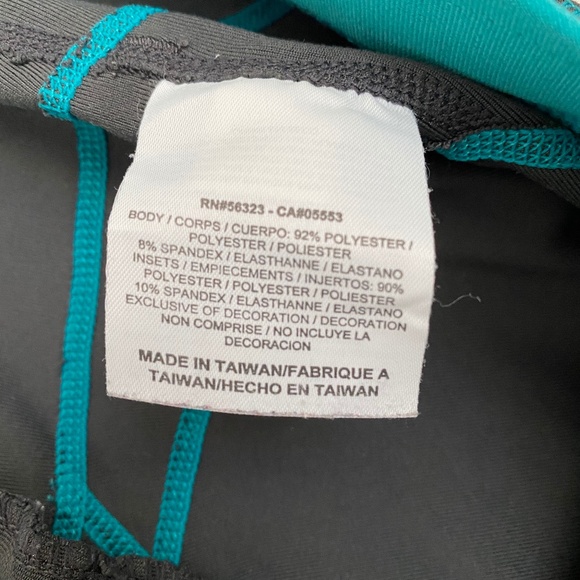 RN#56323 - CA#05553
BODY / CORPS / CUERPO: 92% POLYESTER /
POLYESTER / POLIESTER
8% SPANDEX / ELASTHANNE / ELASTANO
INSETS / EMPIECEMENTS / INJERTOS: 90%
POLYESTER / POLYESTER / POLIESTER
10% SPANDEX / ELASTHANNE / ELASTANO
EXCLUSIVE OF DECORATION / DECORATION
NON COMPRISE / NO INCLUYE LA
DECORACION
MADE IN TAIWAN/FABRIQUE A
TAIWAN/HECHO EN TAIWAN